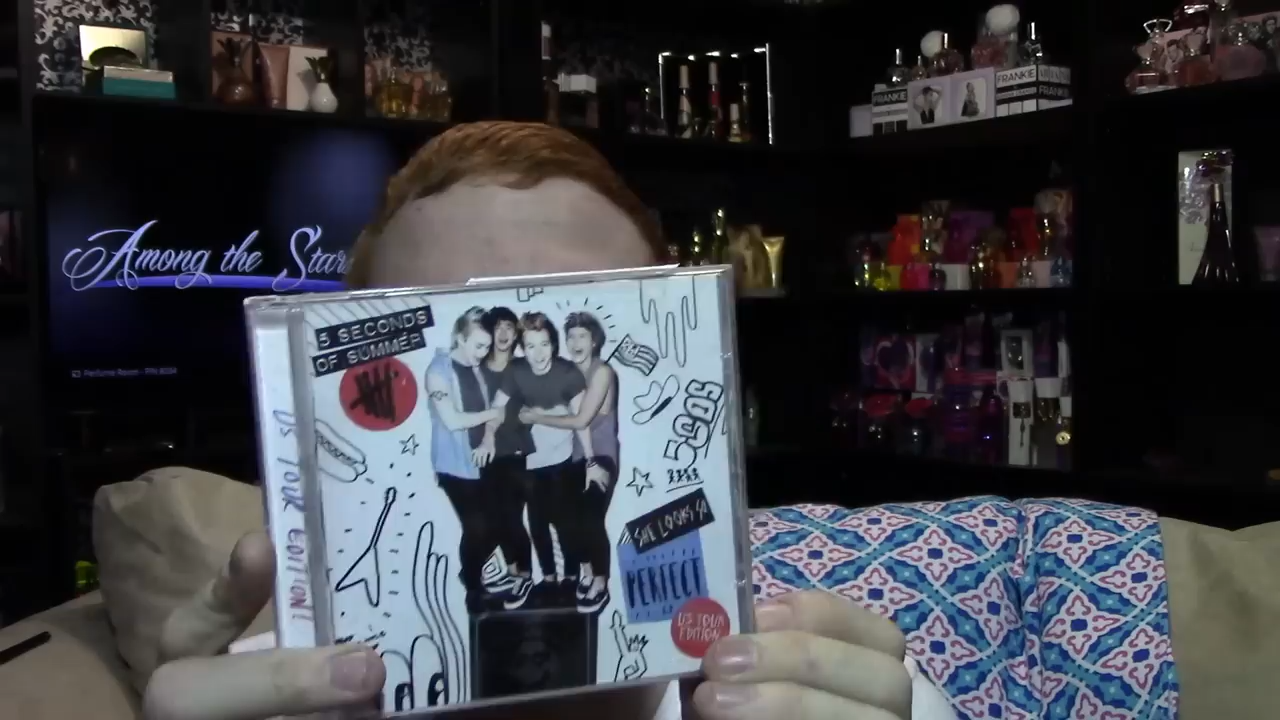 Among the Stars
5 SECONDS
OF SUMMER
5SOS
SHE LOOKS SO
PERFECT
US TOUR
EDITION
US TOUR EDITION!
FRANKIE
FRANKIE
FRANKIE